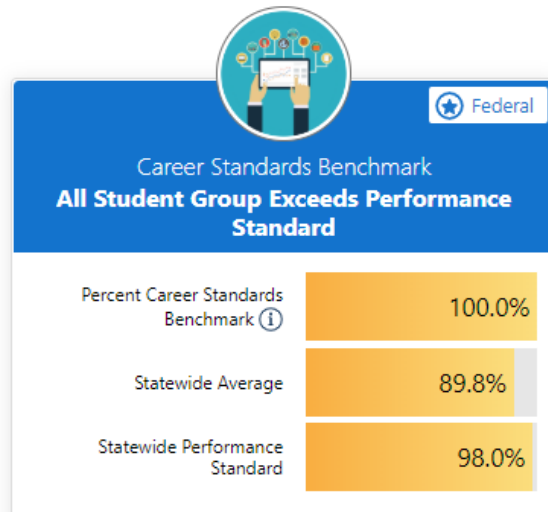 Federal
Career Standards Benchmark
All Student Group Exceeds Performance
Standard
Percent Career Standards
Benchmark i
100.0%
Statewide Average
89.8%
Statewide Performance
Standard
98.0%